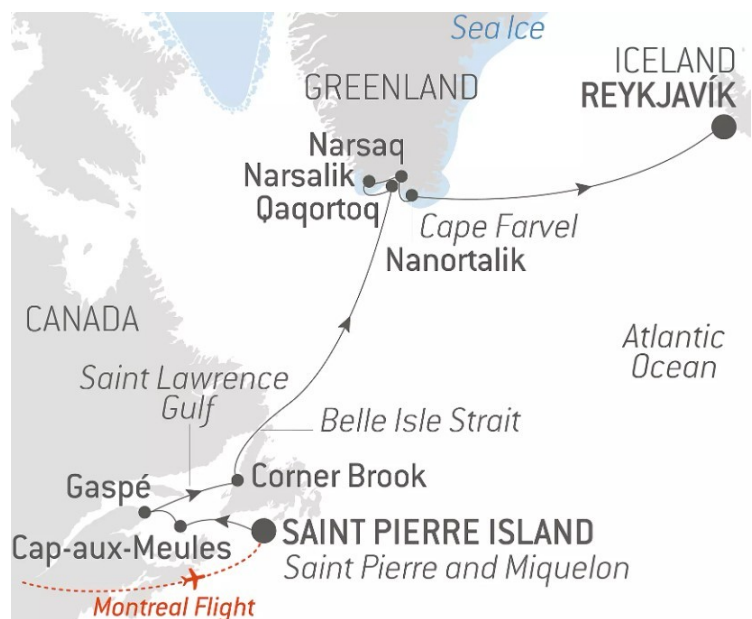 Sea Ice
GREENLAND
ICELAND
REYKJAVÍK
Narsaq
Narsalik
Qaqortoq
Cape Farvel
Nanortalik
CANADA
Atlantic
Ocean
Saint Lawrence
Gulf
Belle Isle Strait
Gaspé
Corner Brook
Cap-aux-Meules
SAINT PIERRE ISLAND
Saint Pierre and Miquelon
Montreal Flight